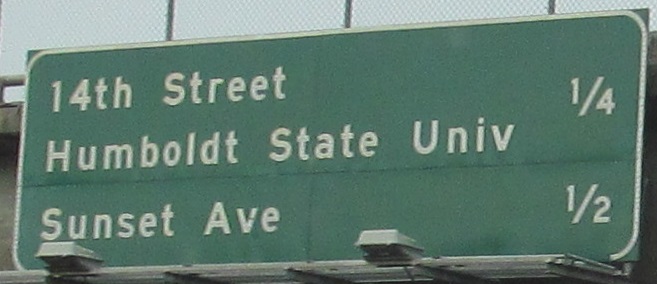 14th Street 1/4
Humboldt State Univ
Sunset Ave 1/2